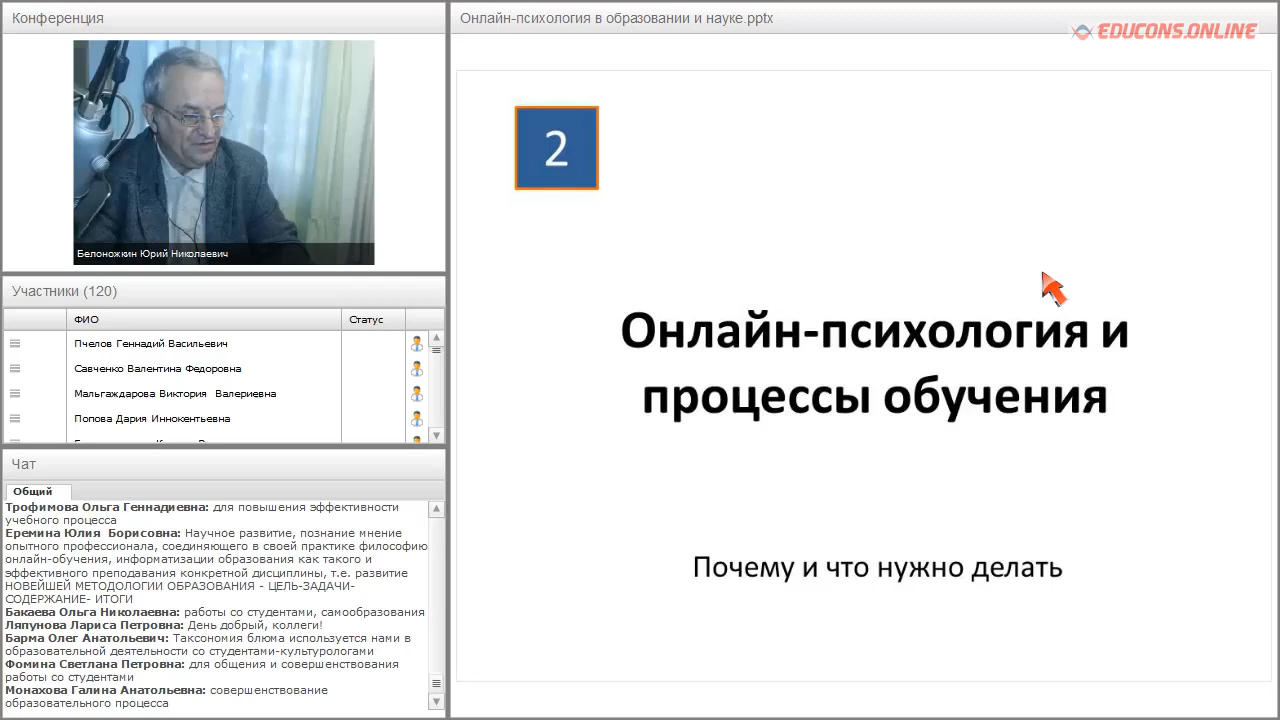 Конференция
Белоножкин Юрий Николаевич
Участники (120)
ФИО
Статус
Пчелов Геннадий Васильевич
Савченко Валентина Федоровна
Мальгаждарова Виктория  Валериевна
Попова Дария Иннокентьевна
Чат
Общий
Трофимова Ольга Геннадиевна: для повышения эффективности
учебного процесса
Еремина Юлия  Борисовна: Научное развитие, познание мнение
опытного профессионала, соединяющего в своей практике философию
онлайн-обучения, информатизации образования как такого и
эффективного преподавания конкретной дисциплины, т.е. развитие
НОВЕЙШЕЙ МЕТОДОЛОГИИ ОБРАЗОВАНИЯ - ЦЕЛЬ-ЗАДАЧИ-
СОДЕРЖАНИЕ- ИТОГИ
Бакаева Ольга Николаевна: работы со студентами, самообразования
Ляпунова Лариса Петровна: День добрый, коллеги!
Барма Олег Анатольевич: Таксономия блюма используется нами в
образовательной деятельности со студентами-культурологами
Фомина Светлана Петровна: для общения и совершенствования
работы со студентами
Монахова Галина Анатольевна: совершенствование
образовательного процесса
Онлайн-психология в образовании и науке.pptx
EDUCONS.ONLINE
2
Онлайн-психология и
процессы обучения
Почему и что нужно делать